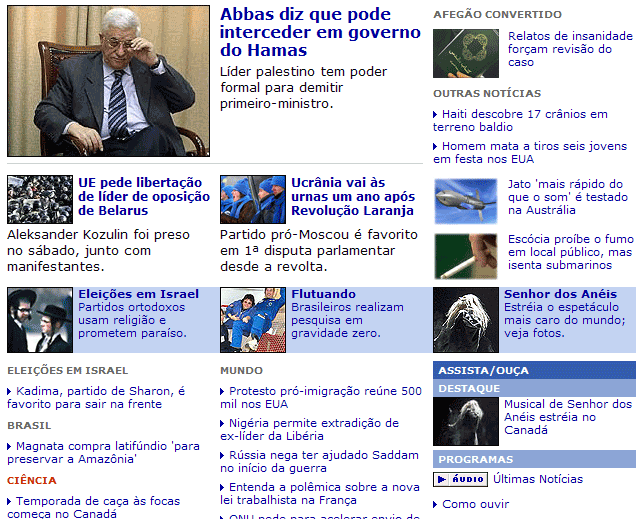 Abbas diz que pode
interceder em governo
do Hamas
Líder palestino tem poder
formal para demitir
primeiro-ministro.
UE pede libertação
de líder de oposição
de Belarus
Aleksander Kozulin foi preso
no sábado, junto com
manifestantes.
Ucrânia vai às
urnas um ano após
Revolução Laranja
Partido pró-Moscou é favorito
em 1ª disputa parlamentar
desde a revolta.
AFEGÃO CONVERTIDO
Relatos de insanidade
forçam revisão do
caso
OUTRAS NOTÍCIAS
Haiti descobre 17 crânios em
terreno baldio
Homem mata a tiros seis jovens
em festa nos EUA
Jato 'mais rápido do
que o som' é testado
na Austrália
Escócia proíbe o fumo
em local público, mas
isenta submarinos
Eleições em Israel
Partidos ortodoxos
usam religião e
prometem paraíso.
Flutuando
Brasileiros realizam
pesquisa em
gravidade zero.
Senhor dos Anéis
Estréia o espetáculo
mais caro do mundo;
veja fotos.
ELEIÇÕES EM ISRAEL
Kadima, partido de Sharon, é
favorito para sair na frente
BRASIL
Magnata compra latifúndio 'para
preservar a Amazônia'
CIÊNCIA
Temporada de caça às focas
começa no Canadá
MUNDO
Protesto pró-imigração reúne 500
mil nos EUA
Nigéria permite extradição de
ex-líder da Libéria
Rússia nega ter ajudado Saddam
no início da guerra
Entenda a polêmica sobre a nova
lei trabalhista na França
ONU pede para acelerar envio de
ASSISTA/OUÇA
DESTAQUE
Musical de Senhor dos
Anéis estréia no
Canadá
PROGRAMAS
ÁUDIO Últimas Notícias
Como ouvir